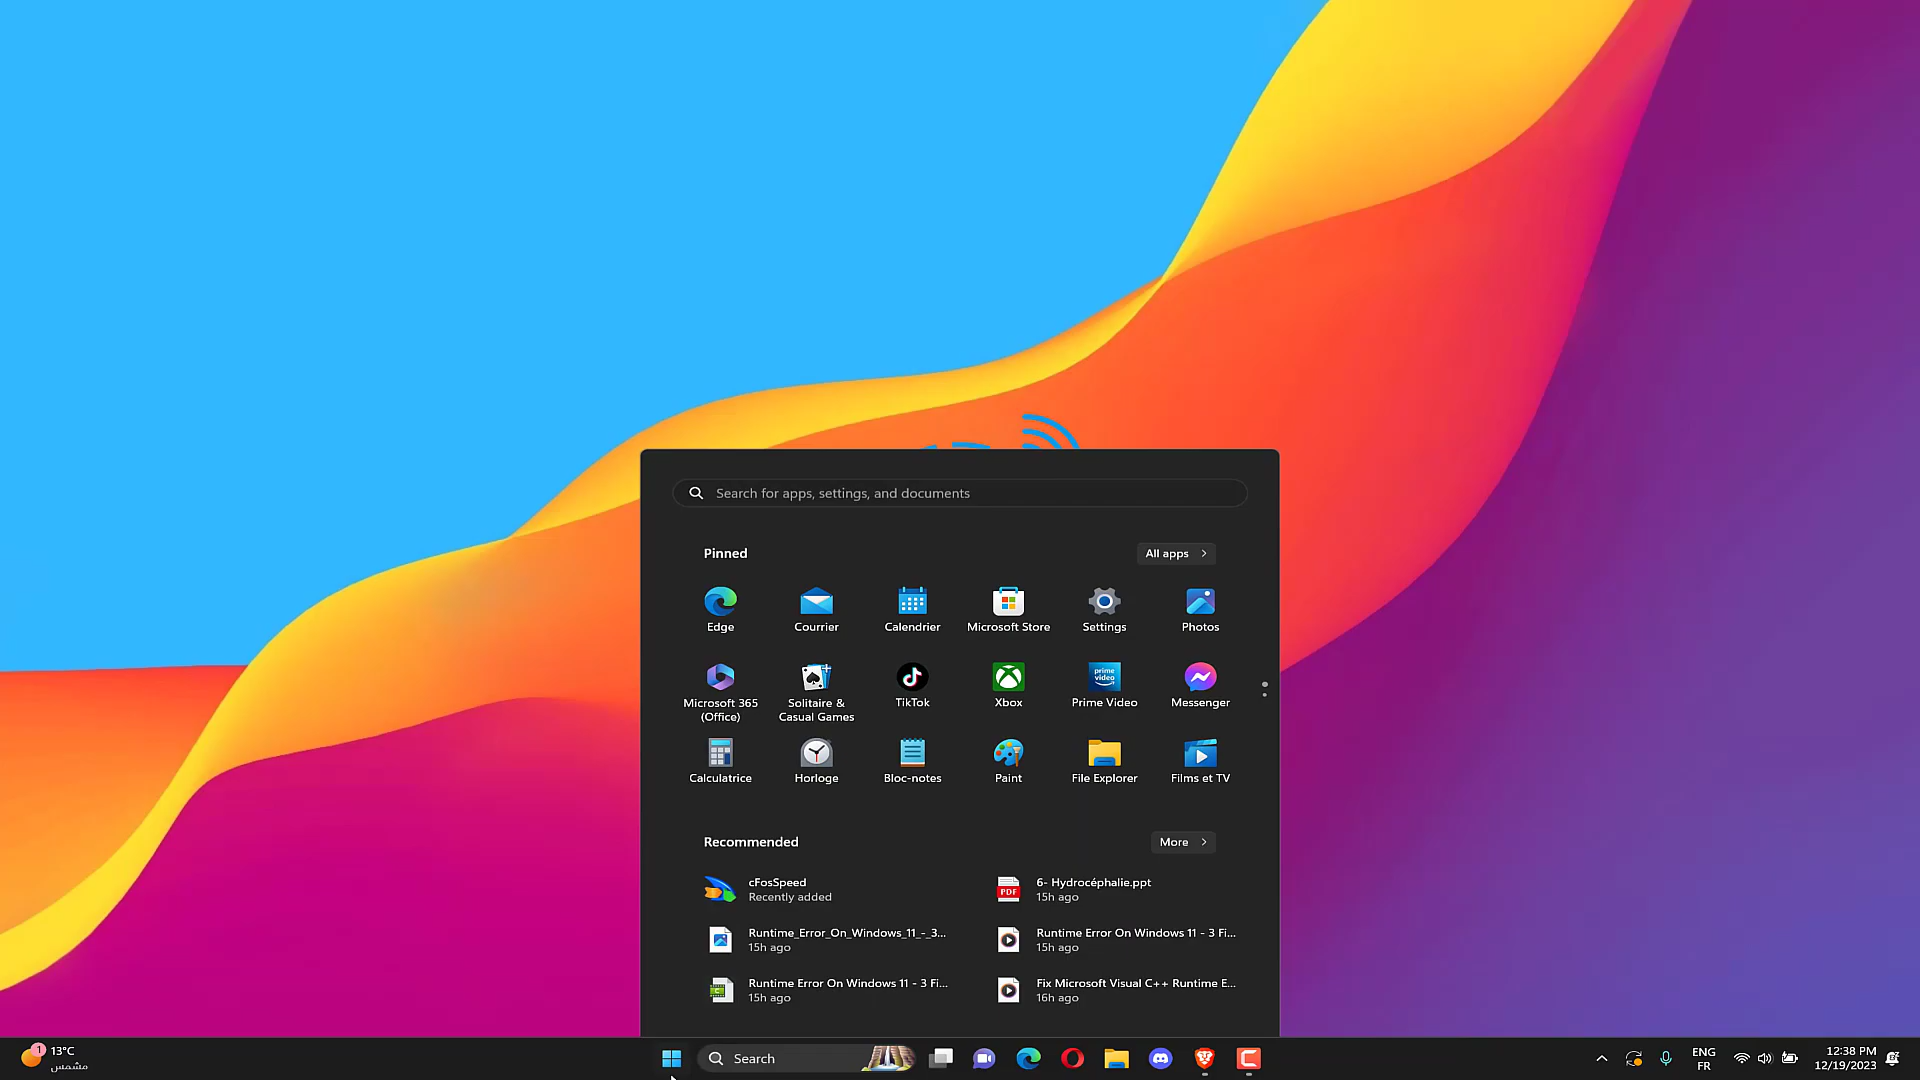 Search for apps, settings, and documents
Pinned
All apps
Edge
Courrier
Calendrier
Microsoft Store
Settings
Photos
Microsoft 365
(Office)
Solitaire &
Casual Games
TikTok
Xbox
prime
video
Prime Video
Messenger
Calculatrice
Horloge
Bloc-notes
Paint
File Explorer
Films et TV
Recommended
More
cFosSpeed
Recently added
PDF
6- Hydrocéphalie.ppt
15h ago
Runtime_Error_On_Windows_11_-_3...
15h ago
Runtime Error On Windows 11 - 3 Fi...
15h ago
Runtime Error On Windows 11 - 3 Fi...
15h ago
Fix Microsoft Visual C++ Runtime E...
16h ago
1
13°C
مشمس
Search
ENG
FR
12:38 PM
12/19/2023